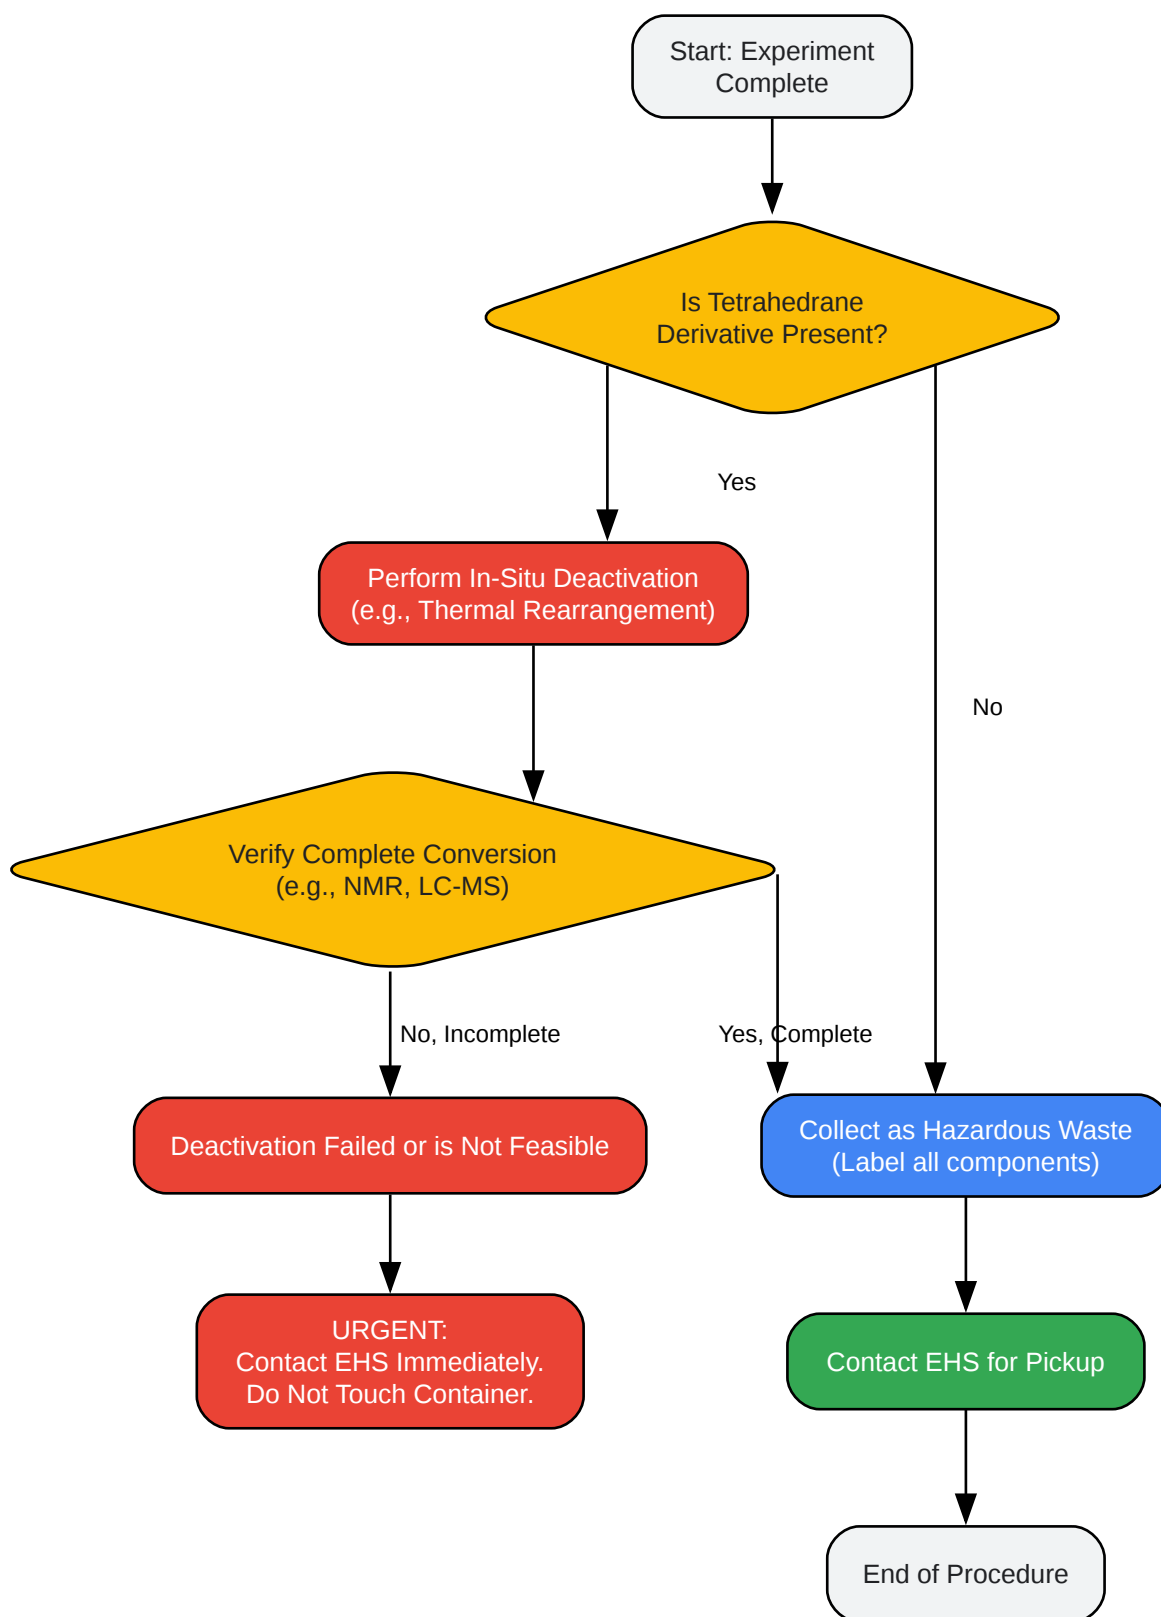 Start: Experiment
Complete
Is Tetrahedrane
Derivative Present?
Yes
Perform In-Situ Deactivation
(e.g., Thermal Rearrangement)
No
Verify Complete Conversion
(e.g., NMR, LC-MS)
No, Incomplete
Yes, Complete
Deactivation Failed or is Not Feasible
Collect as Hazardous Waste
(Label all components)
URGENT:
Contact EHS Immediately.
Do Not Touch Container.
Contact EHS for Pickup
End of Procedure